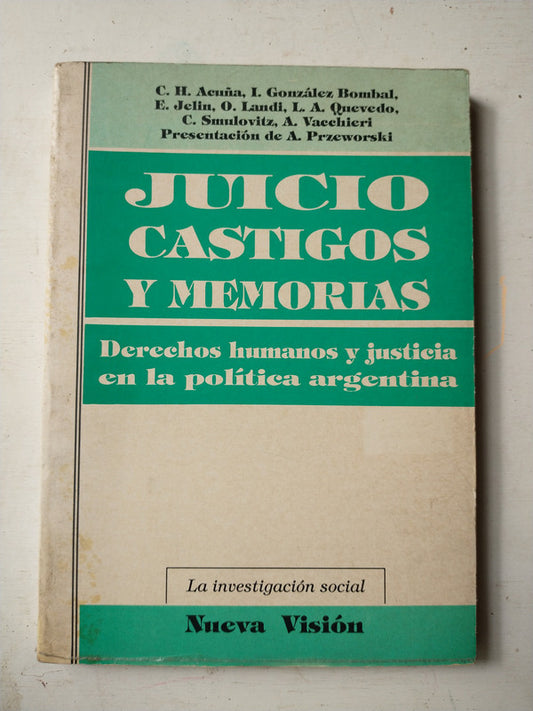 C. H. Acuña, I. González Bombal,
E. Jelin, O. Landi, L. A. Quevedo,
C. Smulovitz, A. Vacchieri
Presentación de A. Przeworski
JUICIO
CASTIGOS
Y MEMORIAS
Derechos humanos y justicia
en la política argentina
La investigación social
Nueva Visión